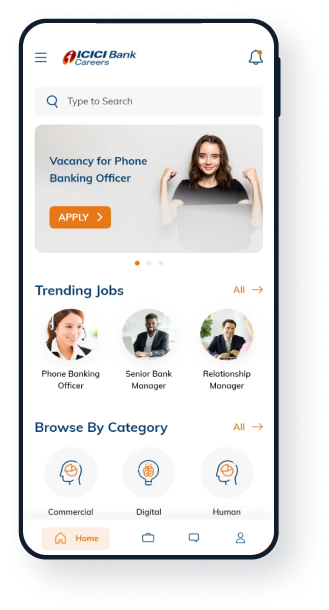 ICICI Bank
Careers
Type to Search
Vacancy for Phone
Banking Officer
APPLY
Trending Jobs
All
Phone Banking
Officer
Senior Bank
Manager
Relationship
Manager
Browse By Category
All
Commercial
Digital
Human
Home